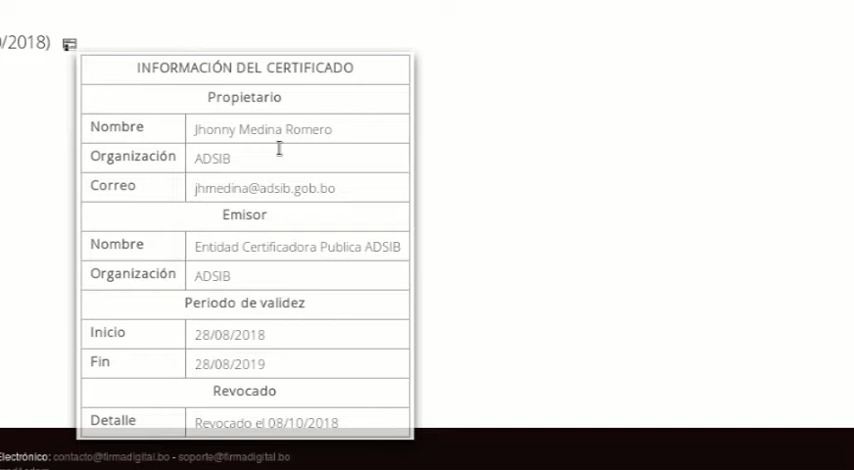 0/2018)
INFORMACIÓN DEL CERTIFICADO
Propietario
Nombre Jhonny Medina Romero
Organización ADSIB
Correo jhmedina@adsib.gob.bo
Emisor
Nombre Entidad Certificadora Publica ADSIB
Organización ADSIB
Periodo de validez
Inicio 28/08/2018
Fin 28/08/2019
Revocado
Detalle Revocado el 08/10/2018
Electrónico: contacto@firmadigital.bo - soporte@firmadigital.bo